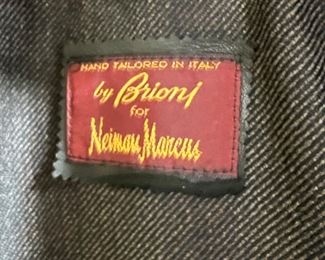 HAND TAILORED IN ITALY
by Brioni
for
Neiman Marcus